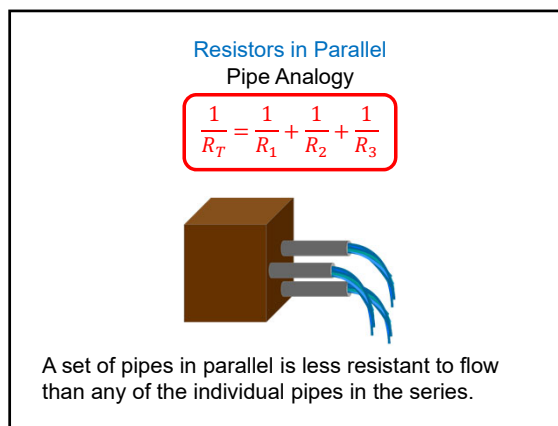 Resistors in Parallel
Pipe Analogy
1/R_T = 1/R_1 + 1/R_2 + 1/R_3
A set of pipes in parallel is less resistant to flow
than any of the individual pipes in the series.